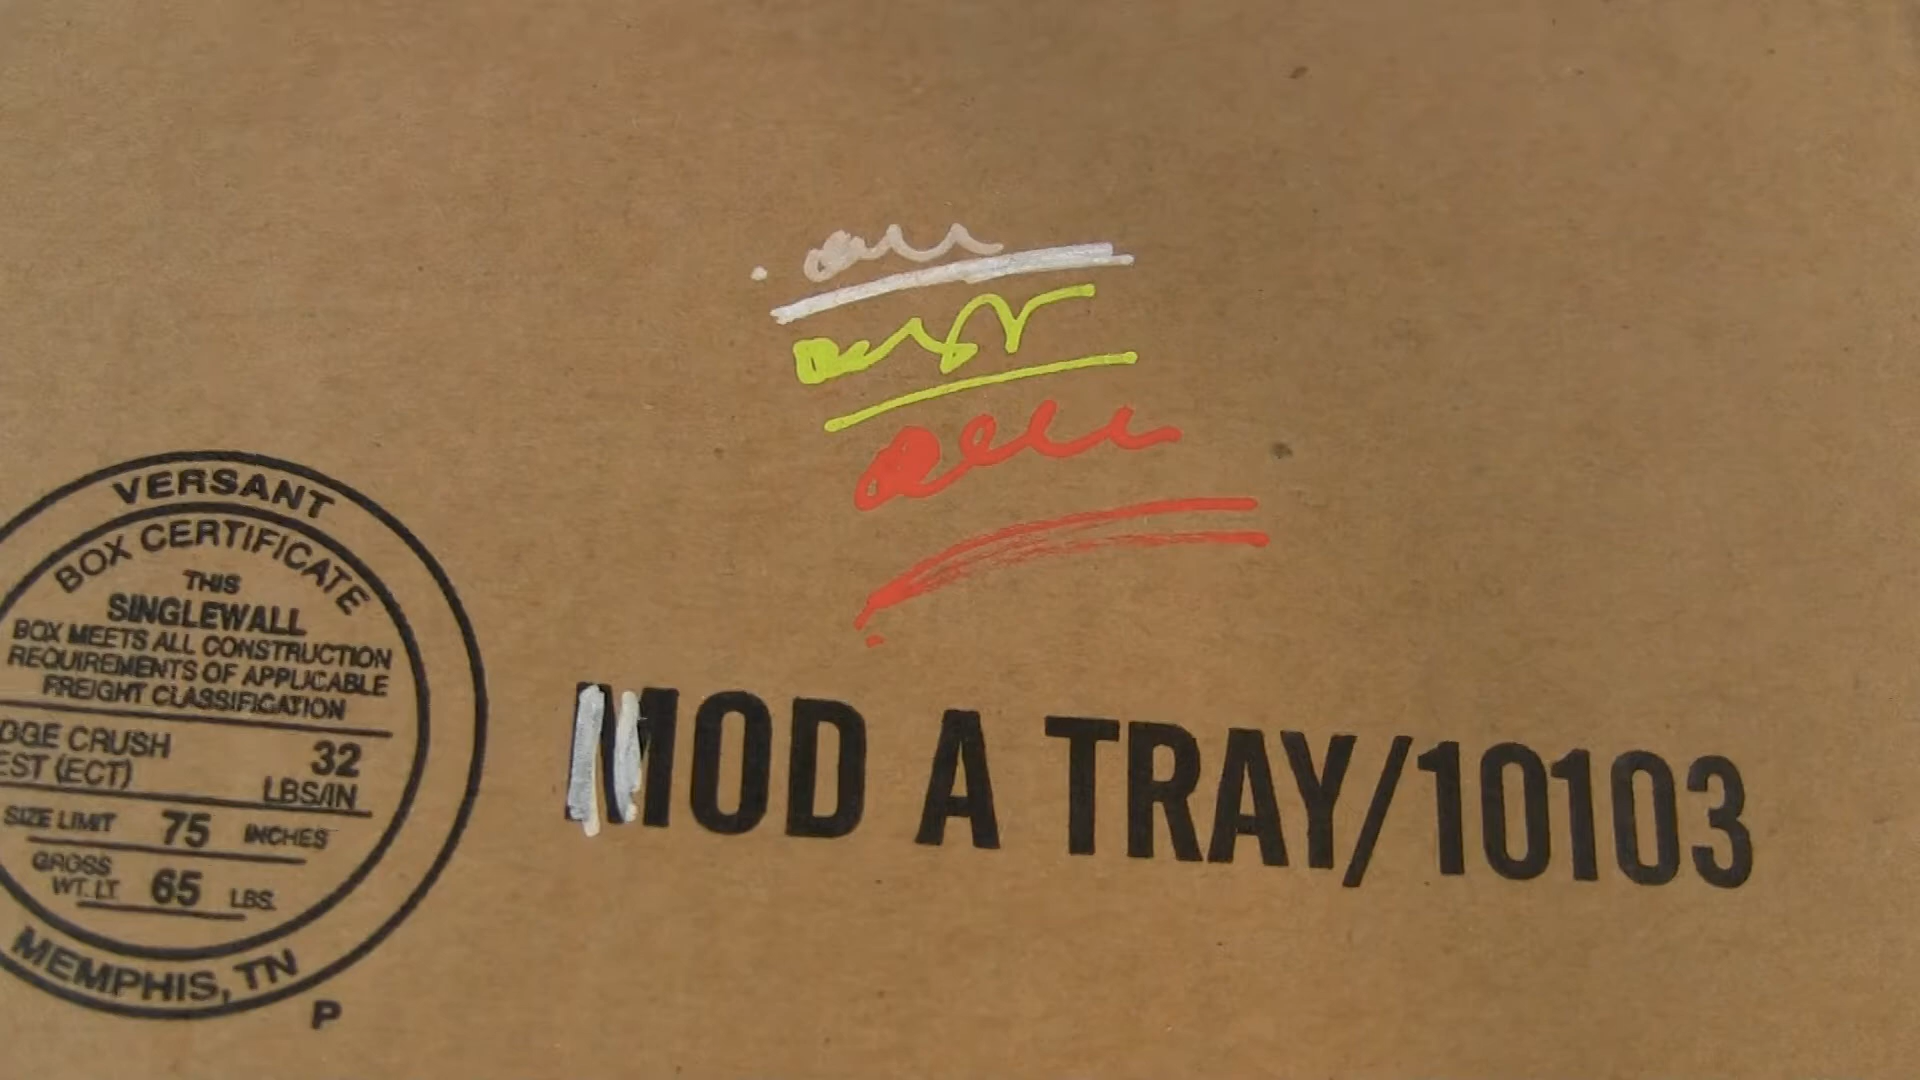 VERSANT
BOX CERTIFICATE
THIS
SINGLEWALL
BOX MEETS ALL CONSTRUCTION
REQUIREMENTS OF APPLICABLE
FREIGHT CLASSIFICATION
DGE CRUSH 32
EST (ECT) LBS/IN
SIZE LIMIT 75 INCHES
GROSS
WT. LT 65 LBS.
MEMPHIS, TN
P
MOD A TRAY/10103